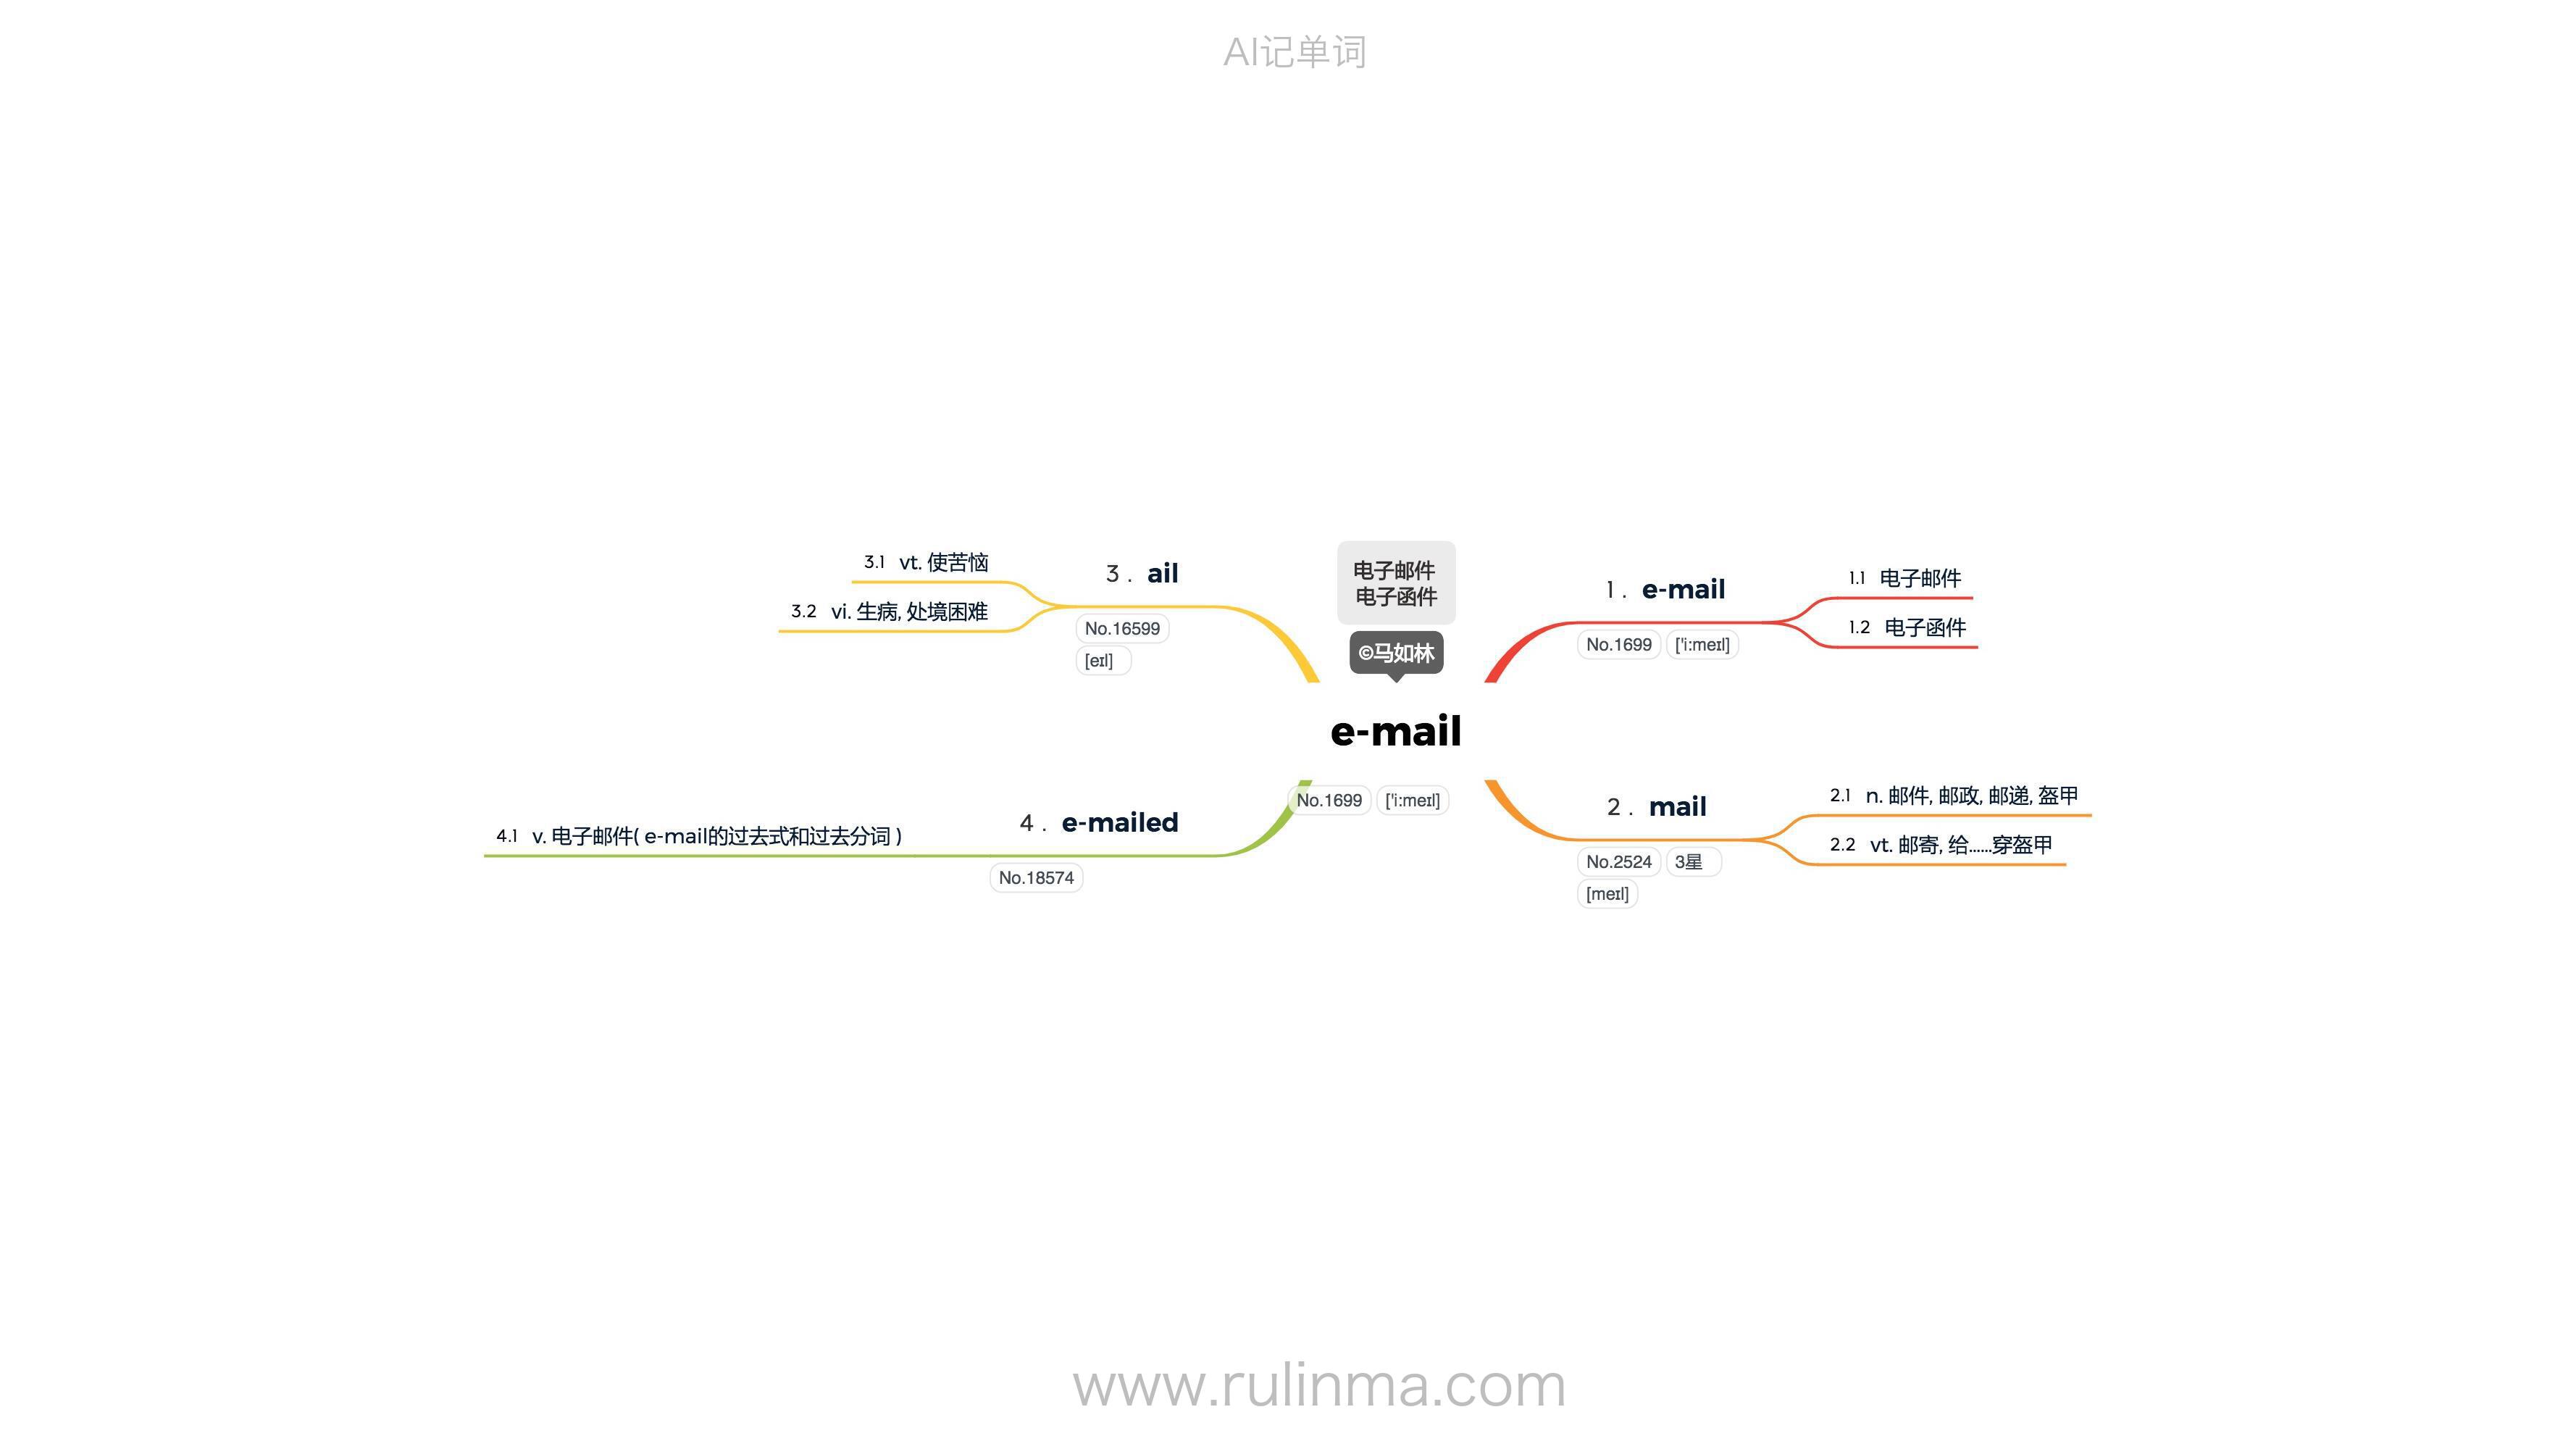 AI记单词
电子邮件
电子函件
©马如林
e-mail
No.1699 ['i:meɪl]
1. e-mail
No.1699 ['i:meɪl]
1.1 电子邮件
1.2 电子函件
2. mail
No.2524 3星
[meɪl]
2.1 n. 邮件, 邮政, 邮递, 盔甲
2.2 vt. 邮寄, 给……穿盔甲
3. ail
No.16599
[eɪl]
3.1 vt. 使苦恼
3.2 vi. 生病, 处境困难
4. e-mailed
No.18574
4.1 v. 电子邮件( e-mail的过去式和过去分词 )
www.rulinma.com